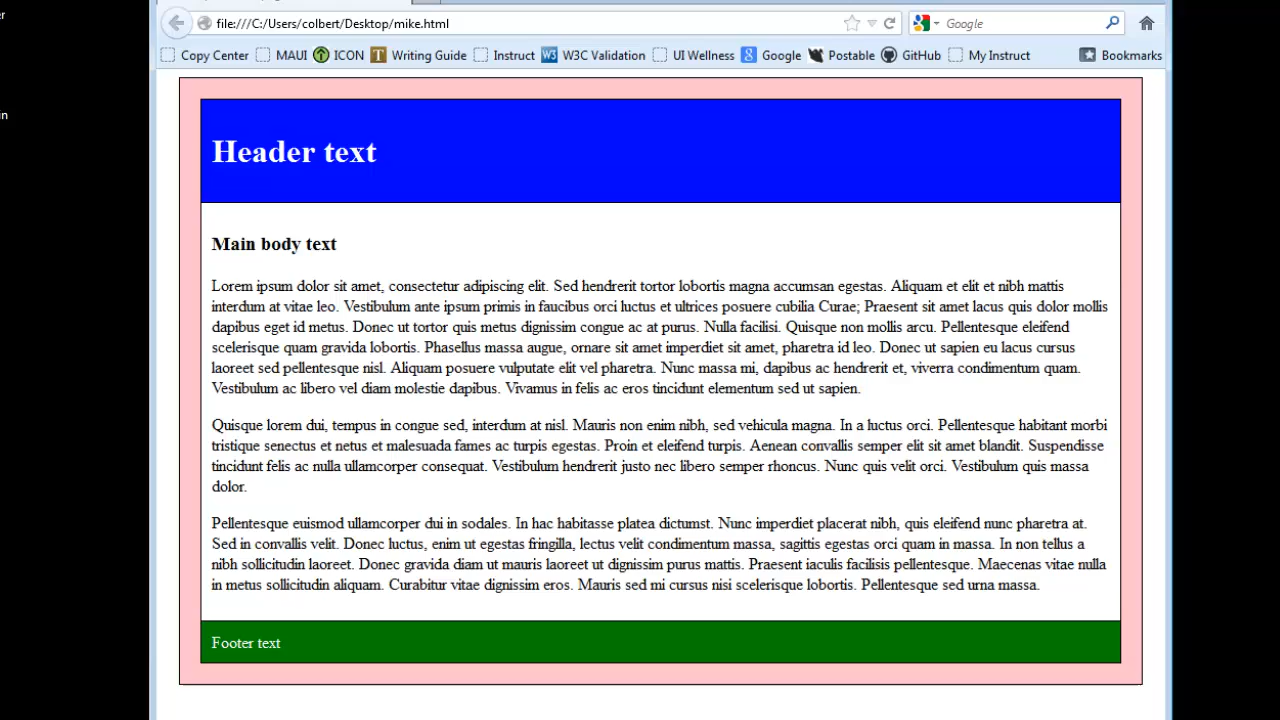 file:///C:/Users/colbert/Desktop/mike.html
Google
Copy Center MAUI ICON Writing Guide Instruct W3C Validation UI Wellness Google Postable GitHub My Instruct Bookmarks
Header text
Main body text
Lorem ipsum dolor sit amet, consectetur adipiscing elit. Sed hendrerit tortor lobortis magna accumsan egestas. Aliquam et elit et nibh mattis
interdum at vitae leo. Vestibulum ante ipsum primis in faucibus orci luctus et ultrices posuere cubilia Curae; Praesent sit amet lacus quis dolor mollis
dapibus eget id metus. Donec ut tortor quis metus dignissim congue ac at purus. Nulla facilisi. Quisque non mollis arcu. Pellentesque eleifend
scelerisque quam gravida lobortis. Phasellus massa augue, ornare sit amet imperdiet sit amet, pharetra id leo. Donec ut sapien eu lacus cursus
laoreet sed pellentesque nisl. Aliquam posuere vulputate elit vel pharetra. Nunc massa mi, dapibus ac hendrerit et, viverra condimentum quam.
Vestibulum ac libero vel diam molestie dapibus. Vivamus in felis ac eros tincidunt elementum sed ut sapien.
Quisque lorem dui, tempus in congue sed, interdum at nisl. Mauris non enim nibh, sed vehicula magna. In a luctus orci. Pellentesque habitant morbi
tristique senectus et netus et malesuada fames ac turpis egestas. Proin et eleifend turpis. Aenean convallis semper elit sit amet blandit. Suspendisse
tincidunt felis ac nulla ullamcorper consequat. Vestibulum hendrerit justo nec libero semper rhoncus. Nunc quis velit orci. Vestibulum quis massa
dolor.
Pellentesque euismod ullamcorper dui in sodales. In hac habitasse platea dictumst. Nunc imperdiet placerat nibh, quis eleifend nunc pharetra at.
Sed in convallis velit. Donec luctus, enim ut egestas fringilla, lectus velit condimentum massa, sagittis egestas orci quam in massa. In non tellus a
nibh sollicitudin laoreet. Donec gravida diam ut mauris laoreet ut dignissim purus mattis. Praesent iaculis facilisis pellentesque. Maecenas vitae nulla
in metus sollicitudin aliquam. Curabitur vitae dignissim eros. Mauris sed mi cursus nisi scelerisque lobortis. Pellentesque sed urna massa.
Footer text